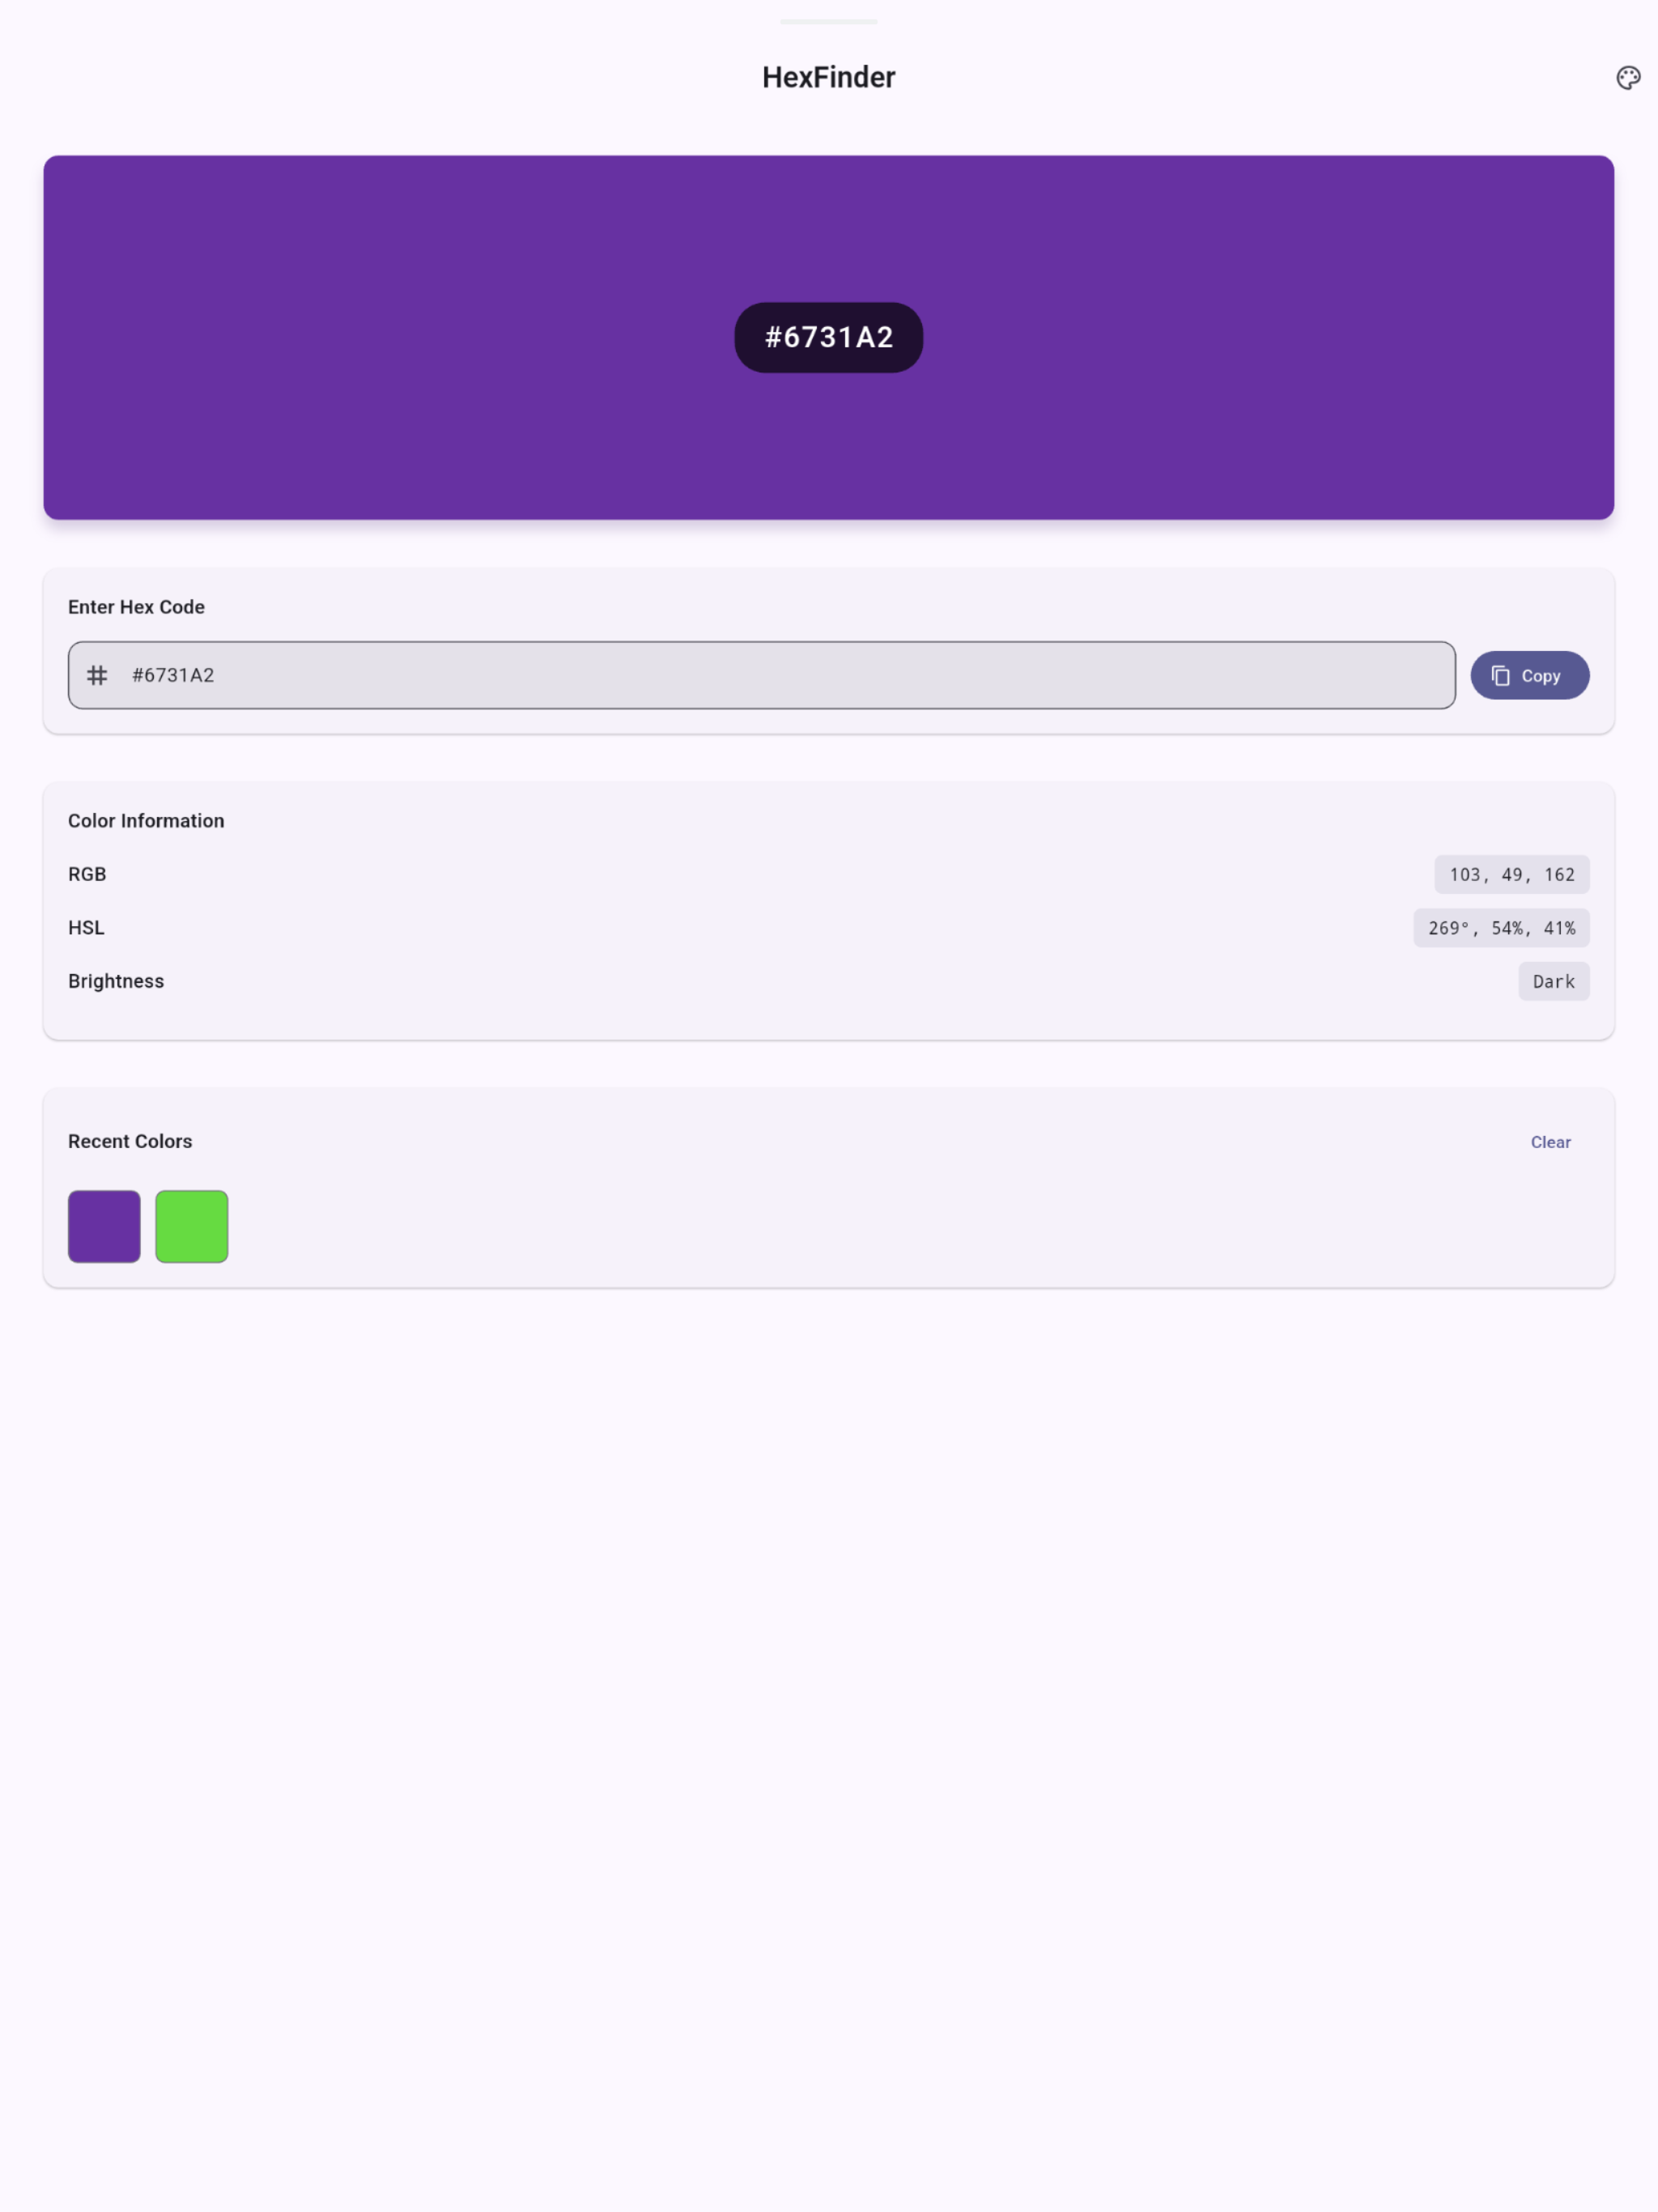 HexFinder
#6731A2
Enter Hex Code
#6731A2
Copy
Color Information
RGB
103, 49, 162
HSL
269°, 54%, 41%
Brightness
Dark
Recent Colors
Clear